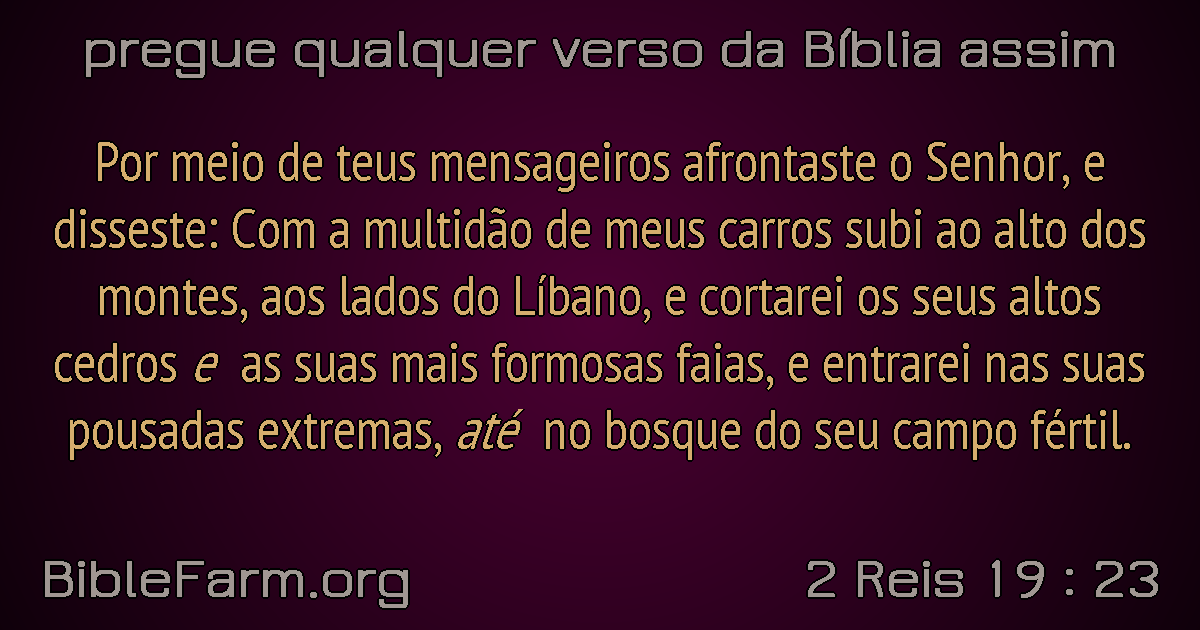 pregue qualquer verso da Bíblia assim
Por meio de teus mensageiros afrontaste o Senhor, e
disseste: Com a multidão de meus carros subi ao alto dos
montes, aos lados do Líbano, e cortarei os seus altos
cedros e as suas mais formosas faias, e entrarei nas suas
pousadas extremas, até no bosque do seu campo fértil.
BibleFarm.org
2 Reis 19 : 23